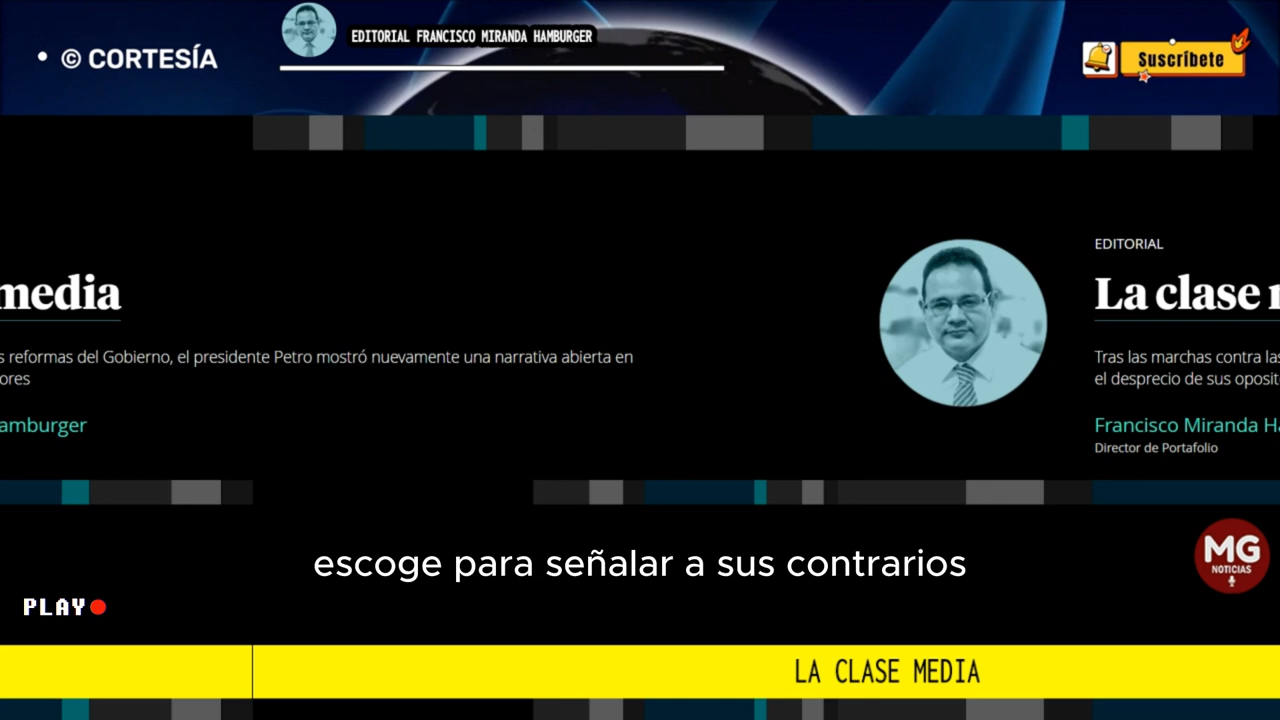 • © CORTESÍA
EDITORIAL FRANCISCO MIRANDA HAMBURGER
Suscríbete
media
s reformas del Gobierno, el presidente Petro mostró nuevamente una narrativa abierta en
ores
amburger
EDITORIAL
La clase
Tras las marchas contra las
el desprecio de sus oposit
Francisco Miranda Ha
Director de Portafolio
escoge para señalar a sus contrarios
MG
NOTICIAS
PLAY
LA CLASE MEDIA